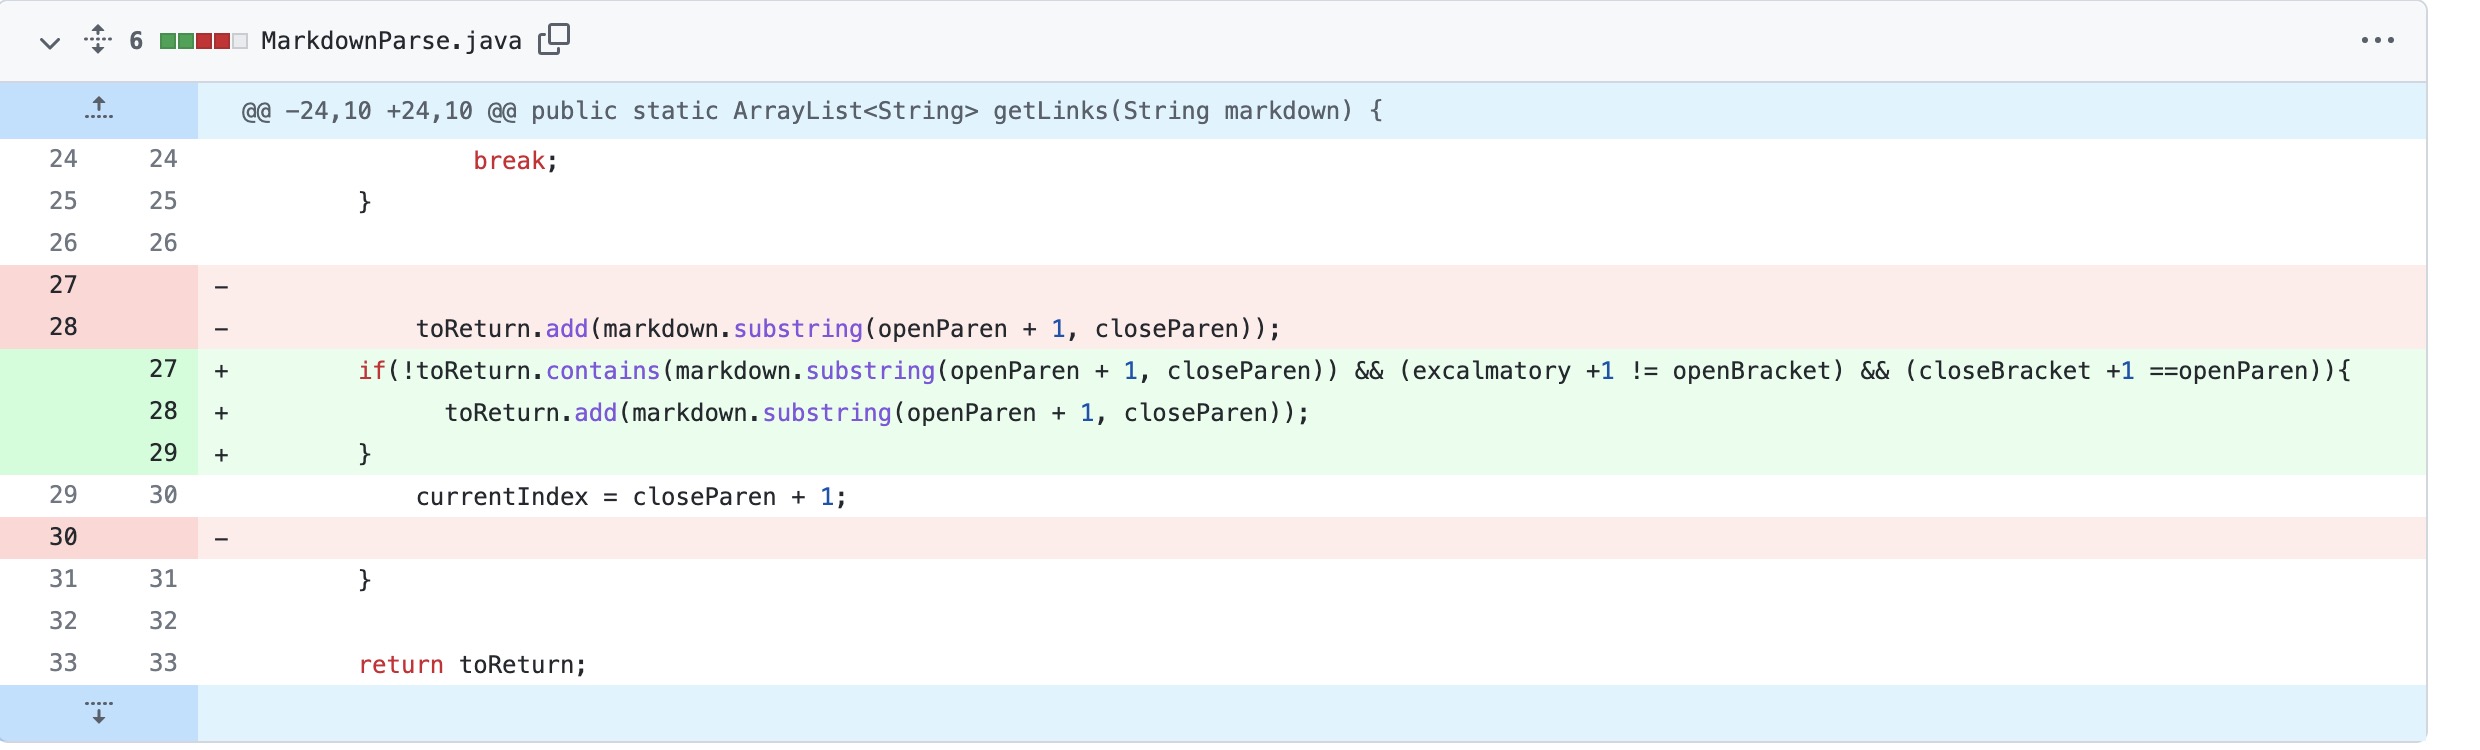 6 MarkdownParse.java
@@ -24,10 +24,10 @@ public static ArrayList<String> getLinks(String markdown) {
24 24 break;
25 25 }
26 26
27 -
28 - toReturn.add(markdown.substring(openParen + 1, closeParen));
27 + if(!toReturn.contains(markdown.substring(openParen + 1, closeParen)) && (excalmatory +1 != openBracket) && (closeBracket +1 ==openParen)){
28 + toReturn.add(markdown.substring(openParen + 1, closeParen));
29 + }
29 30 currentIndex = closeParen + 1;
30 -
31 31 }
32 32
33 33 return toReturn;